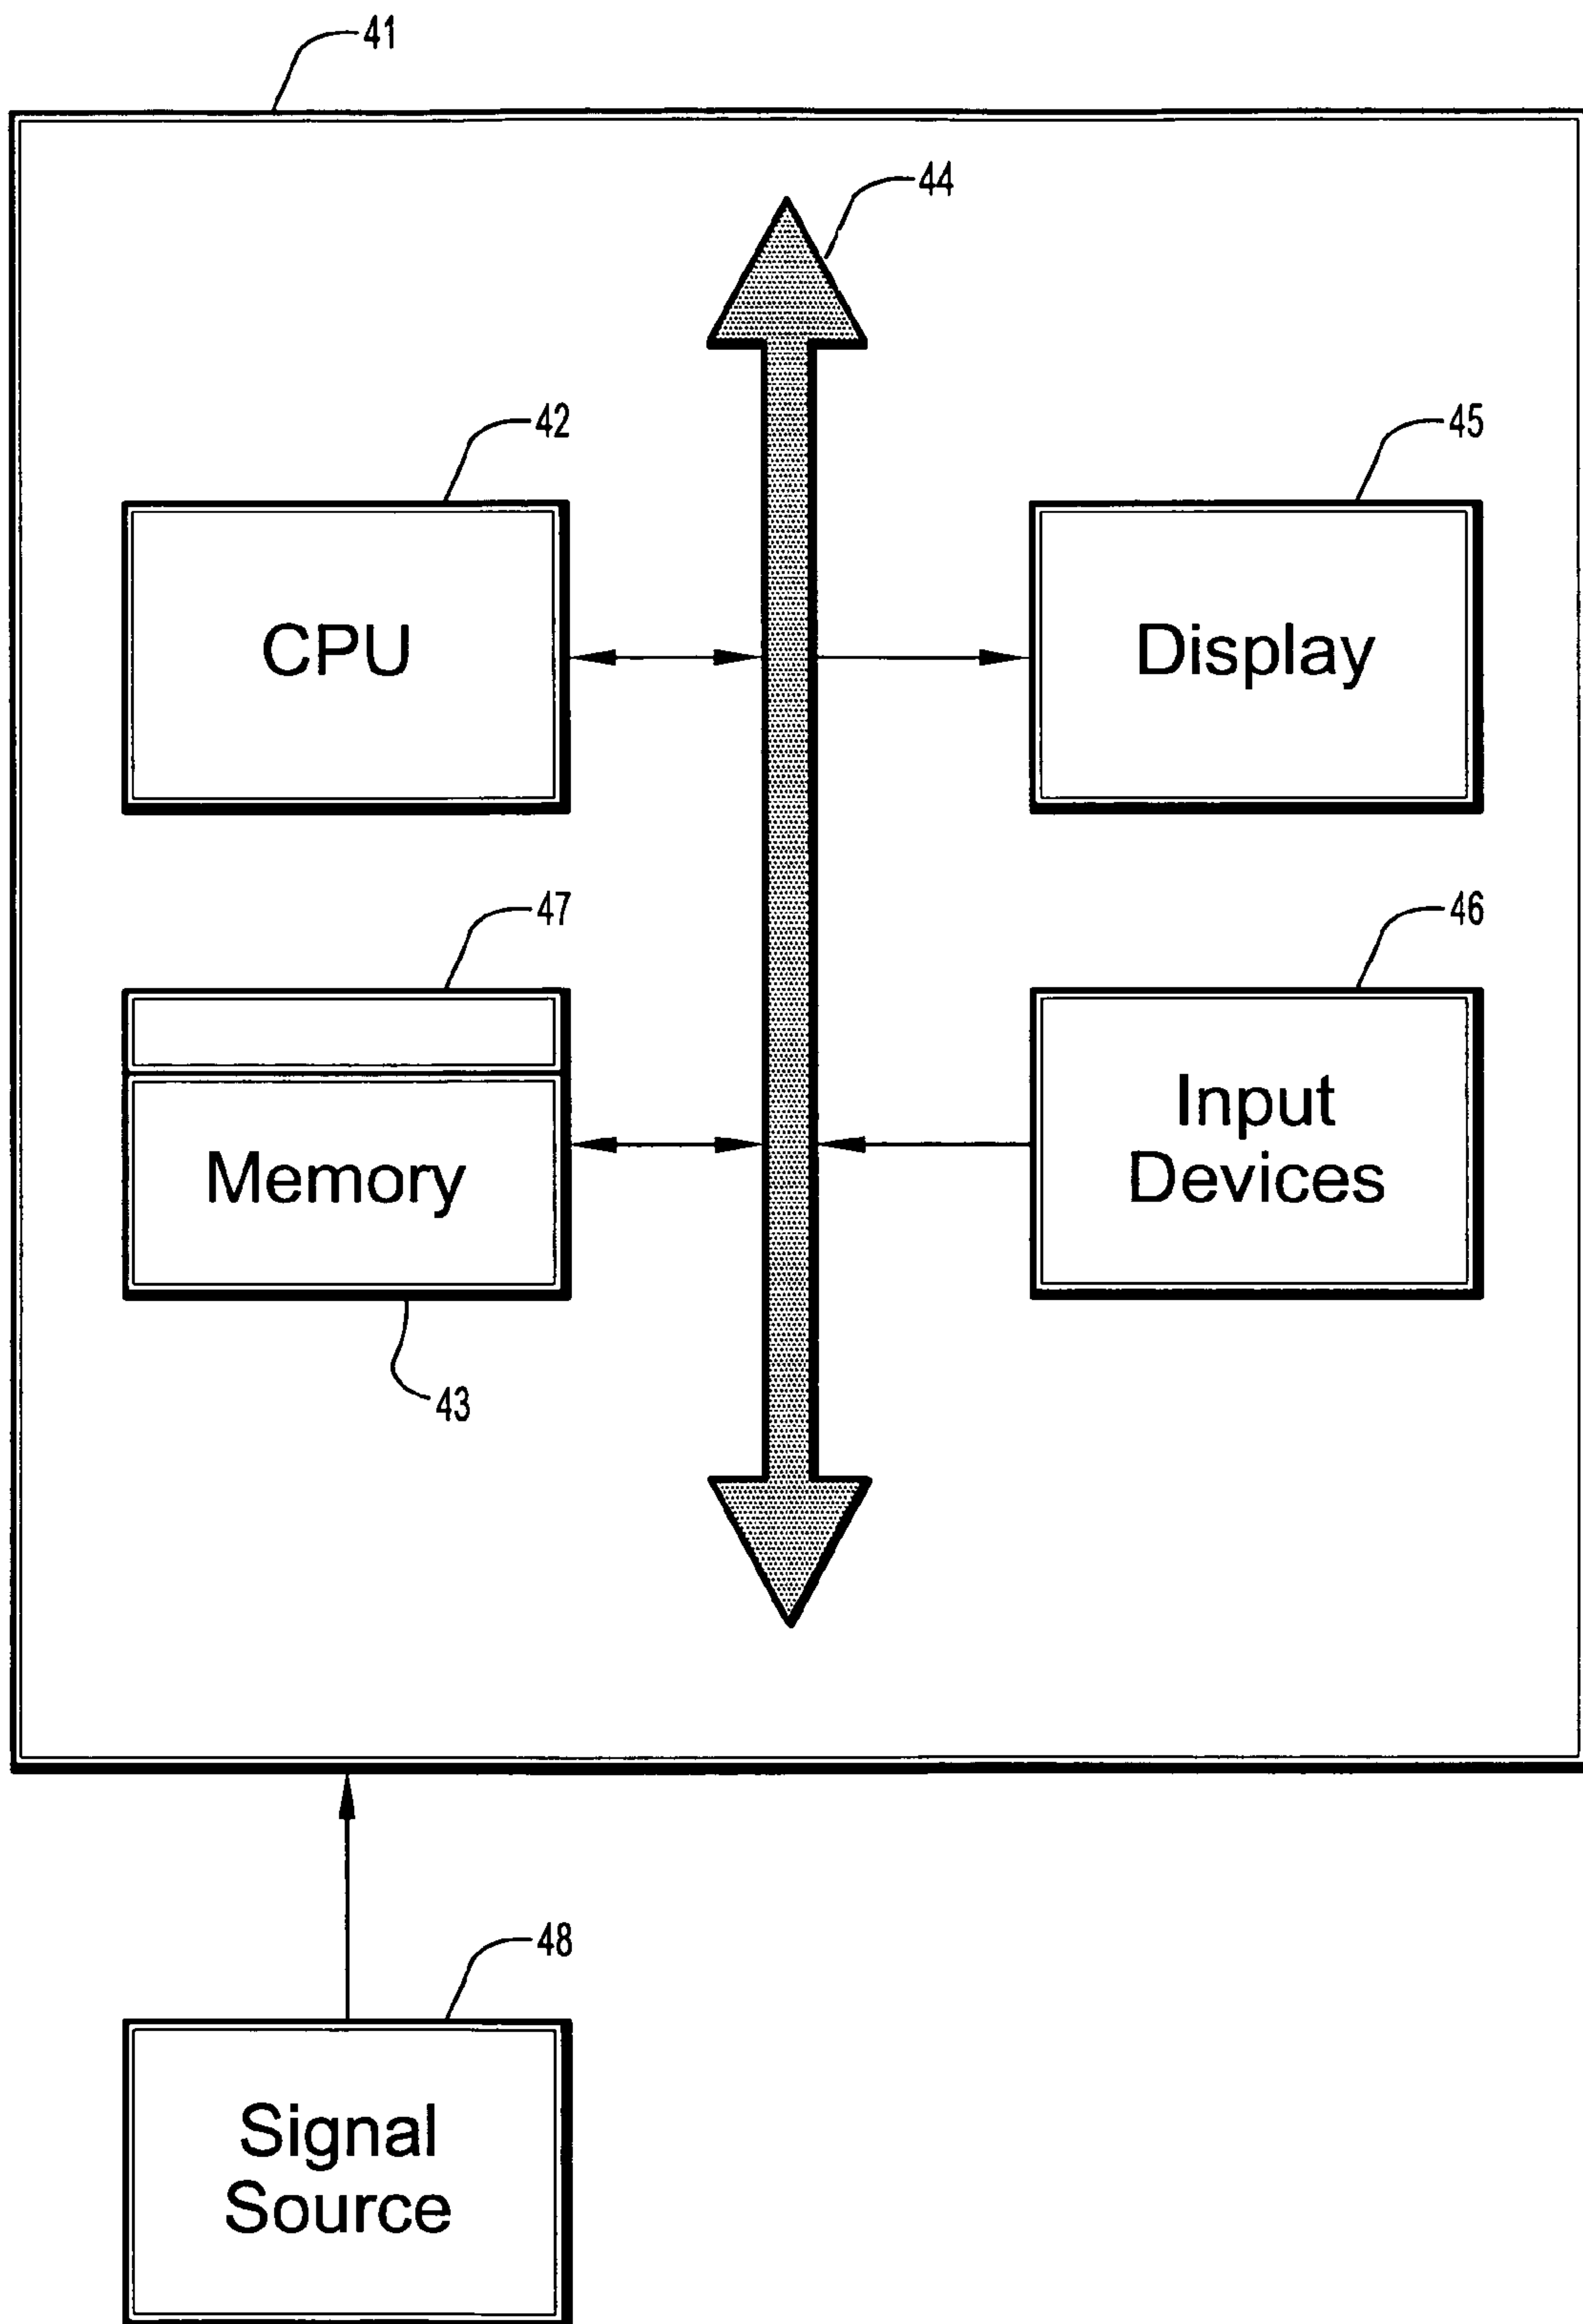 41
44
42
45
CPU
Display
47
46
Memory
Input
Devices
43
48
Signal
Source